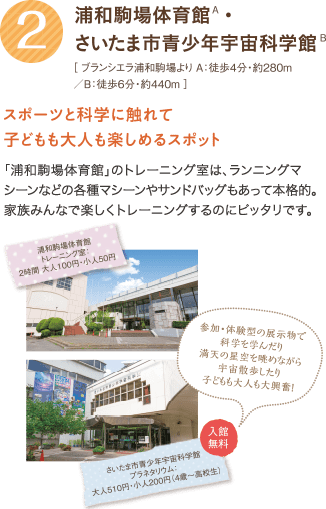 2
浦和駒場体育館A・
さいたま市青少年宇宙科学館B
[ ブランシエラ浦和駒場より A:徒歩4分・約280m
/B:徒歩6分・約440m ]
スポーツと科学に触れて
子どもも大人も楽しめるスポット
「浦和駒場体育館」のトレーニング室は、ランニングマ
シーンなどの各種マシーンやサンドバッグもあって本格的。
家族みんなで楽しくトレーニングするのにピッタリです。
浦和駒場体育館
トレーニング室:
2時間 大人100円・小人50円
参加・体験型の展示物で
科学を学んだり
満天の星空を眺めながら
宇宙散歩したり
子どもも大人も大興奮!
入館
無料
さいたま市青少年宇宙科学館
プラネタリウム:
大人510円・小人200円(4歳〜高校生)